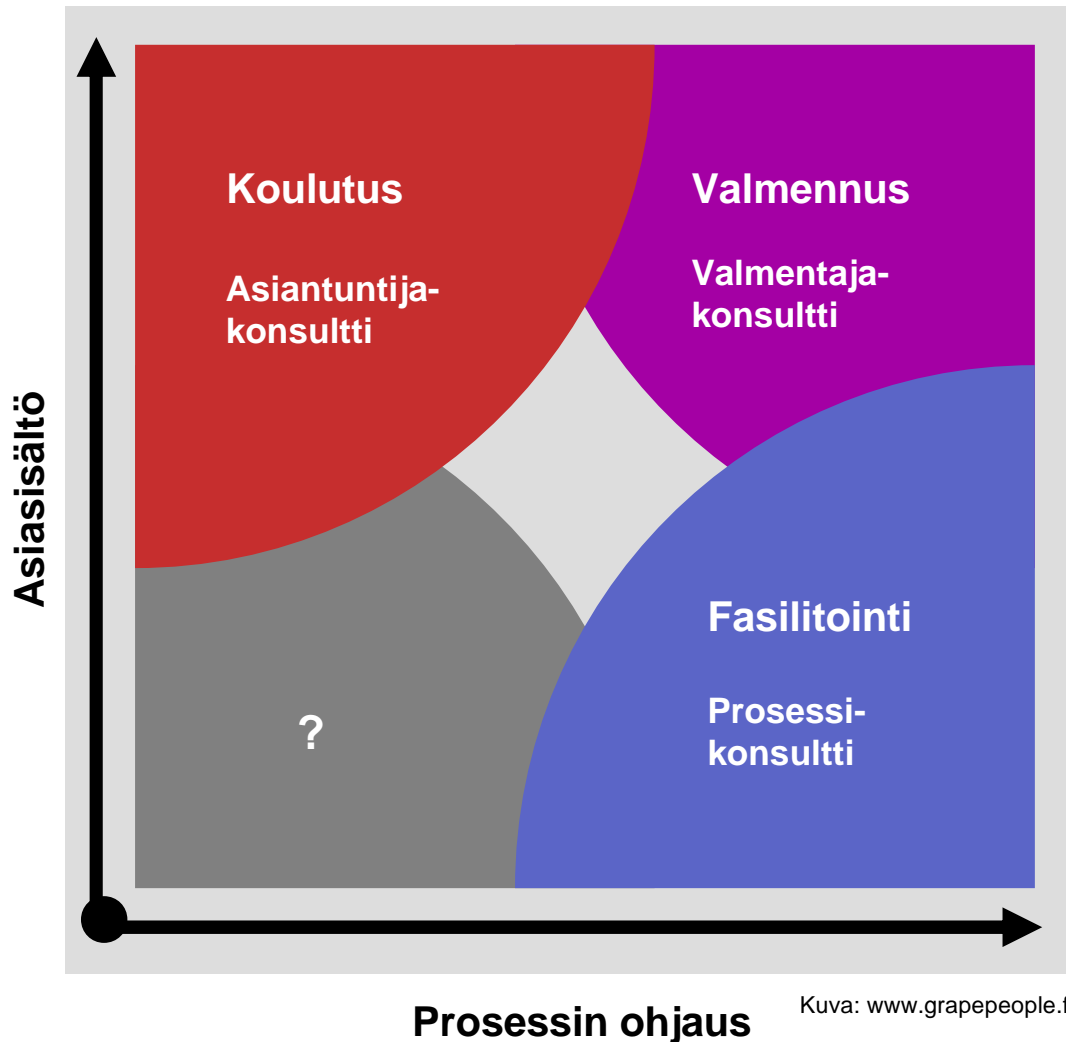 Koulutus
Asiantuntija-
konsultti
Valmennus
Valmentaja-
konsultti
Asiasisältö
?
Fasilitointi
Prosessi-
konsultti
Prosessin ohjaus
Kuva: www.grapepeople.f